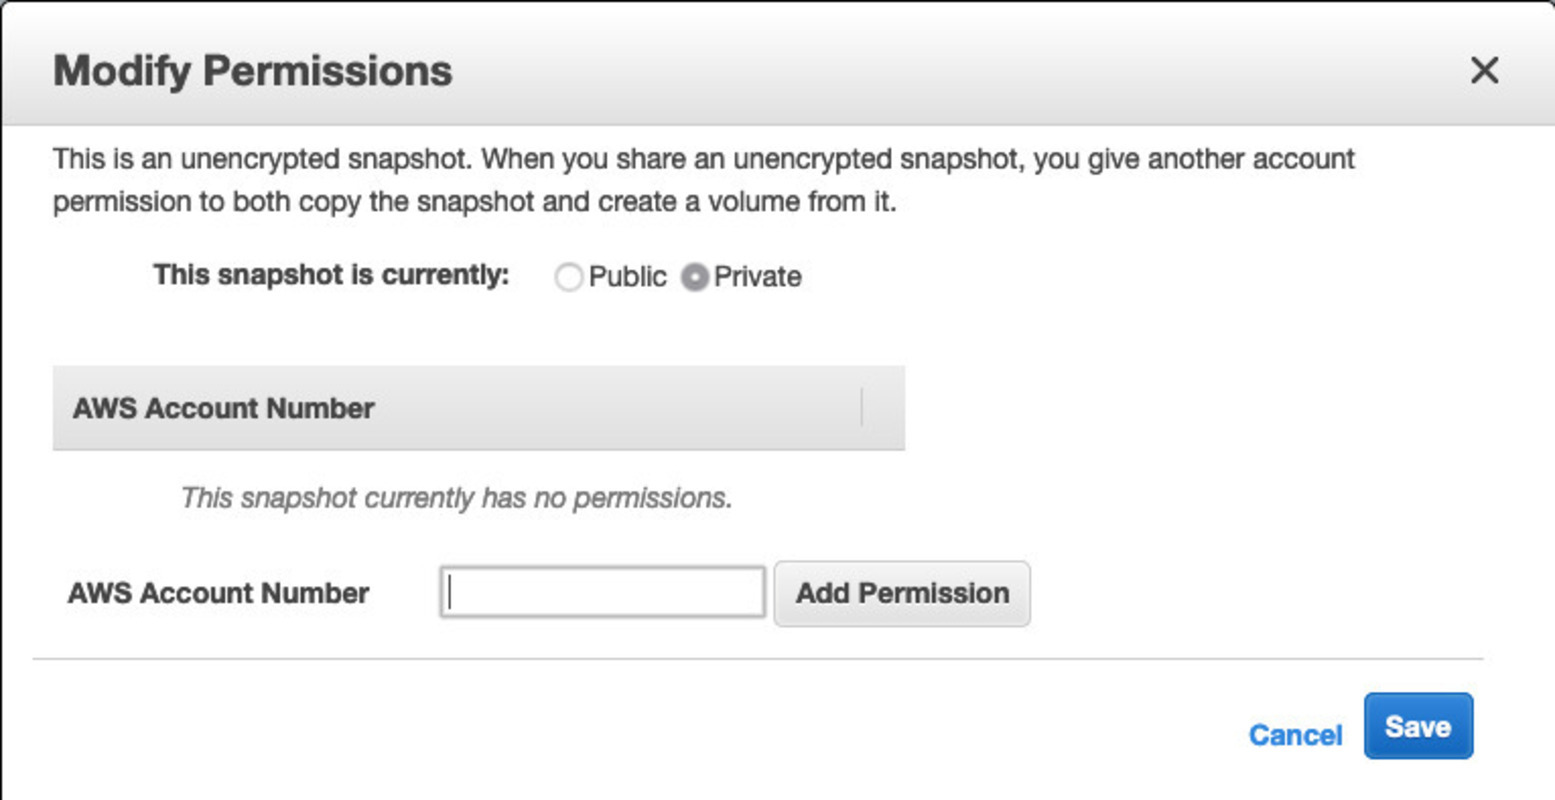 Modify Permissions
This is an unencrypted snapshot. When you share an unencrypted snapshot, you give another account
permission to both copy the snapshot and create a volume from it.
This snapshot is currently: Public Private
AWS Account Number
This snapshot currently has no permissions.
AWS Account Number Add Permission
Cancel Save